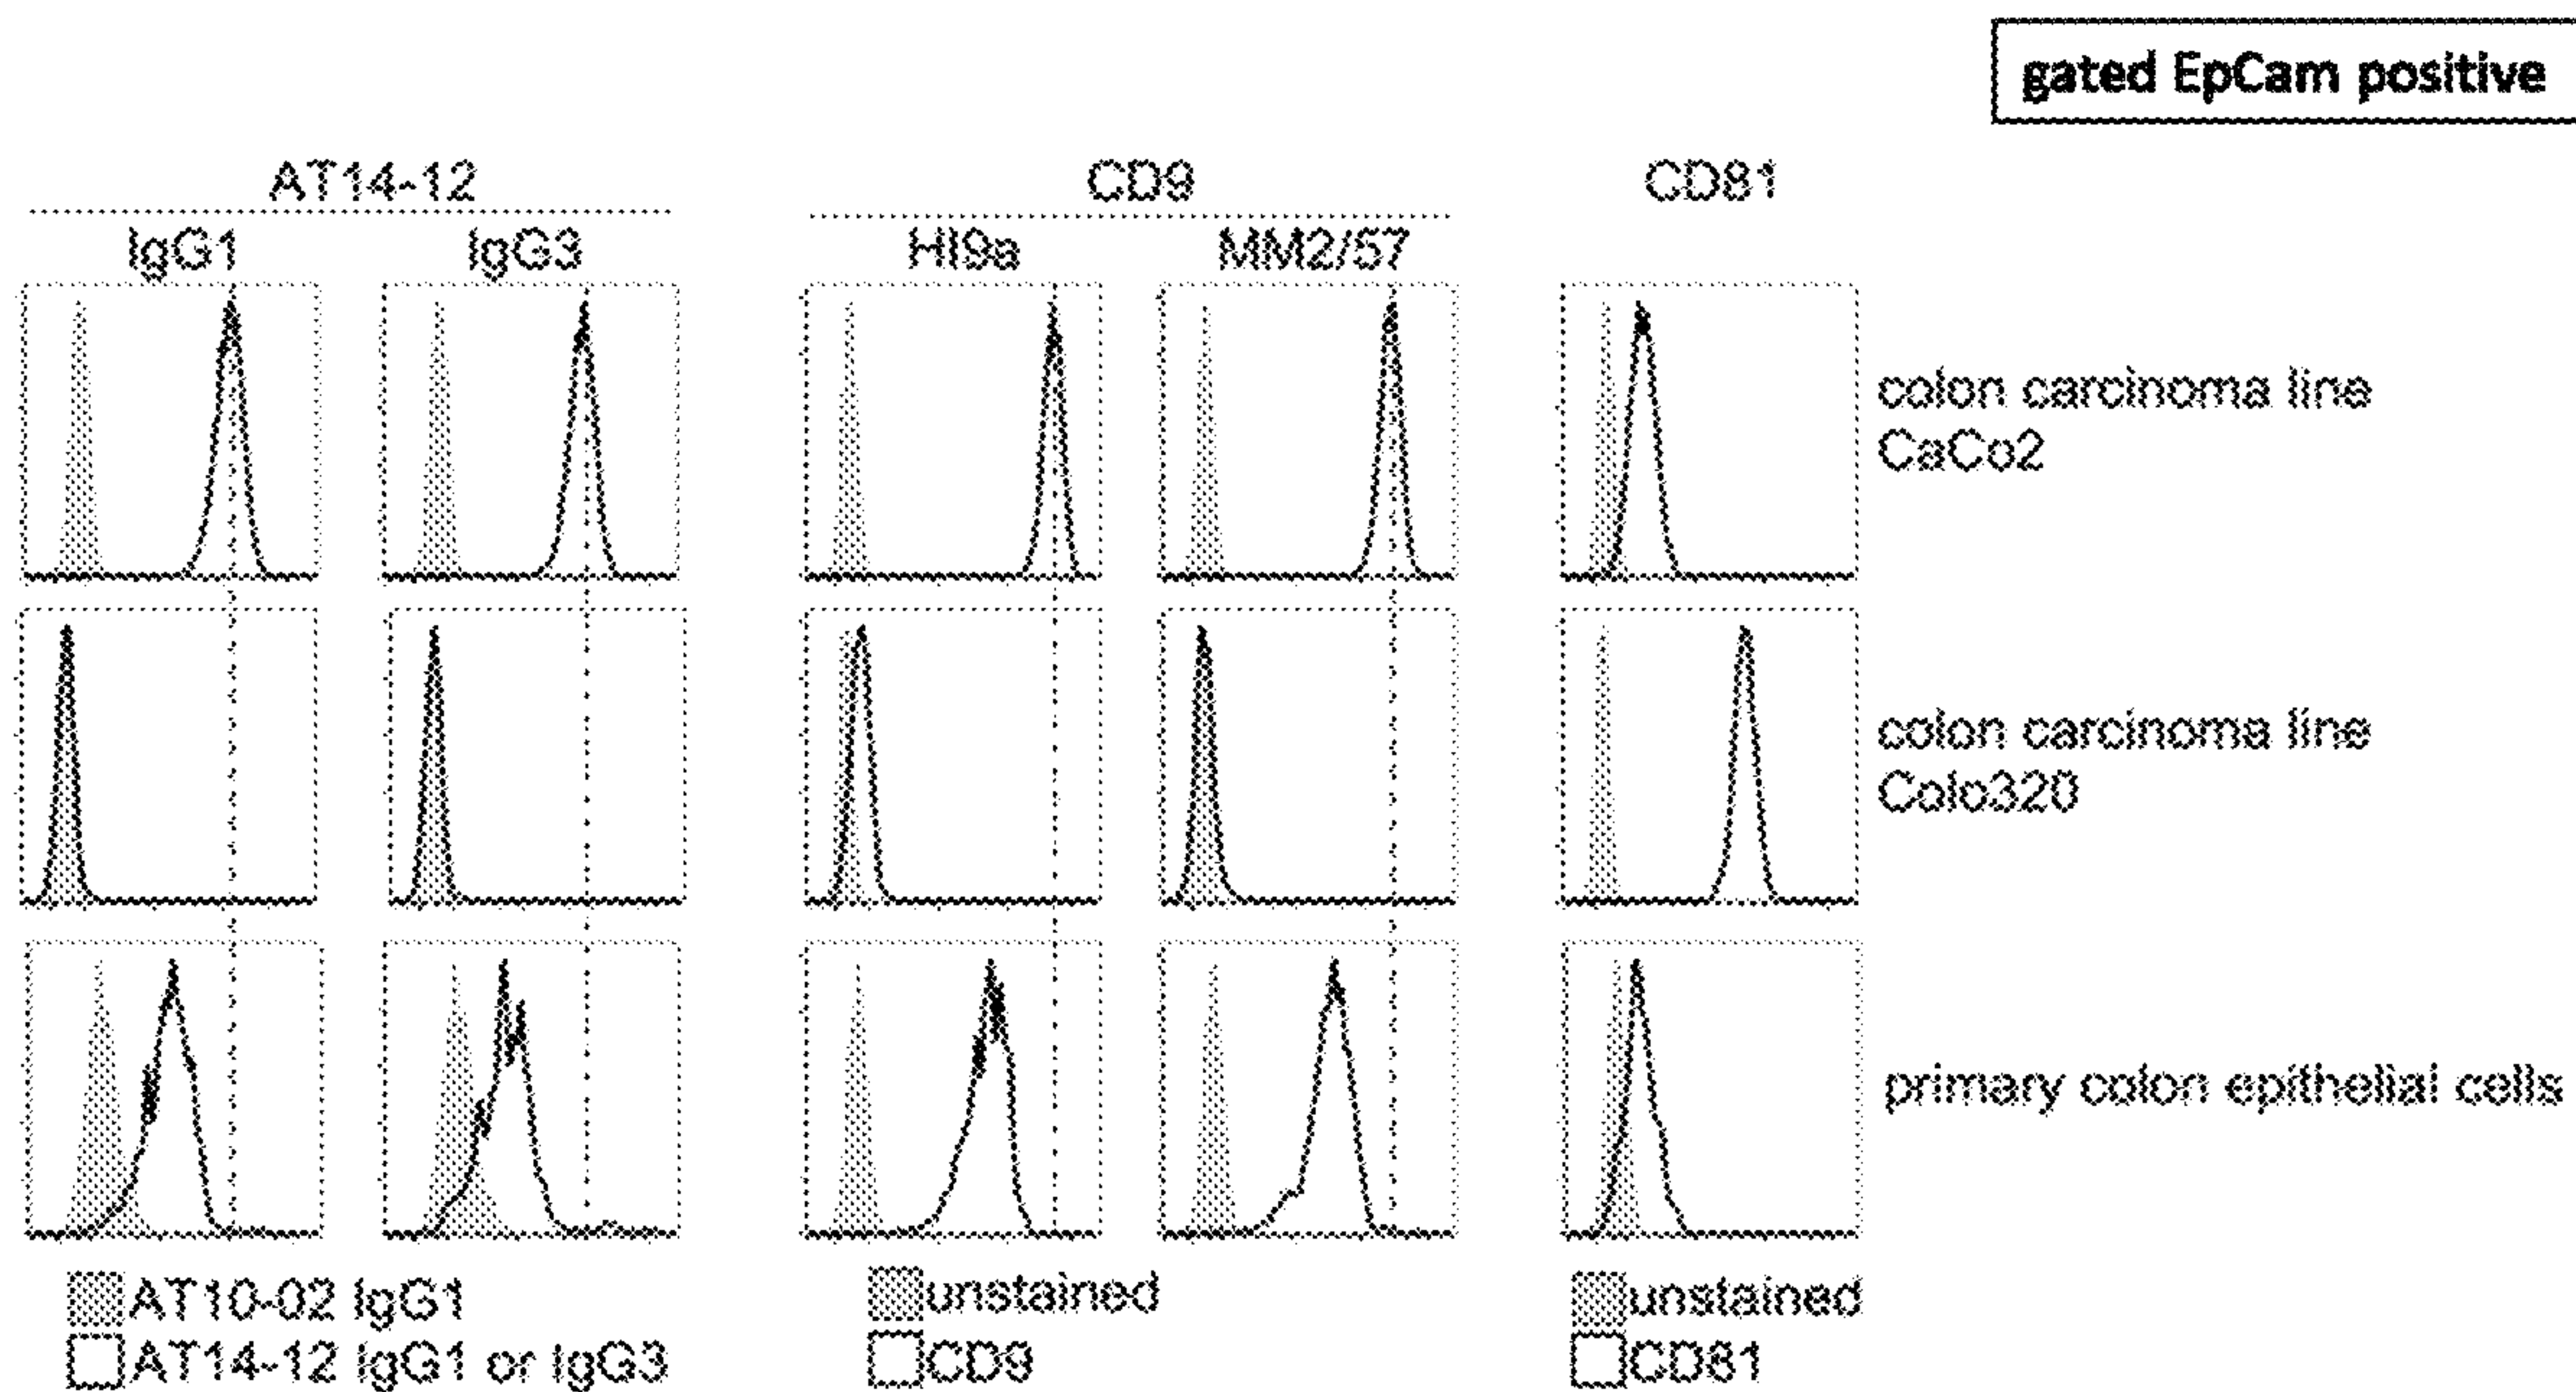 gated EpCam positive
AT14-12
CD9
CD81
IgG1
IgG3
HI9a
MM2/57
colon carcinoma line
CaCo2
colon carcinoma line
Colo320
primary colon epithelial cells
AT10-02 IgG1
AT14-12 IgG1 or IgG3
unstained
CD9
unstained
CD81